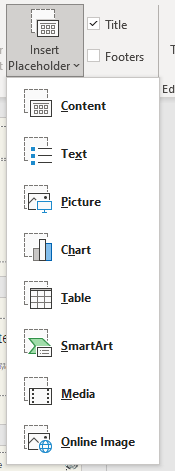 Insert
Placeholder
Title
Footers
Content
Text
Picture
Chart
Table
SmartArt
Media
Online Image